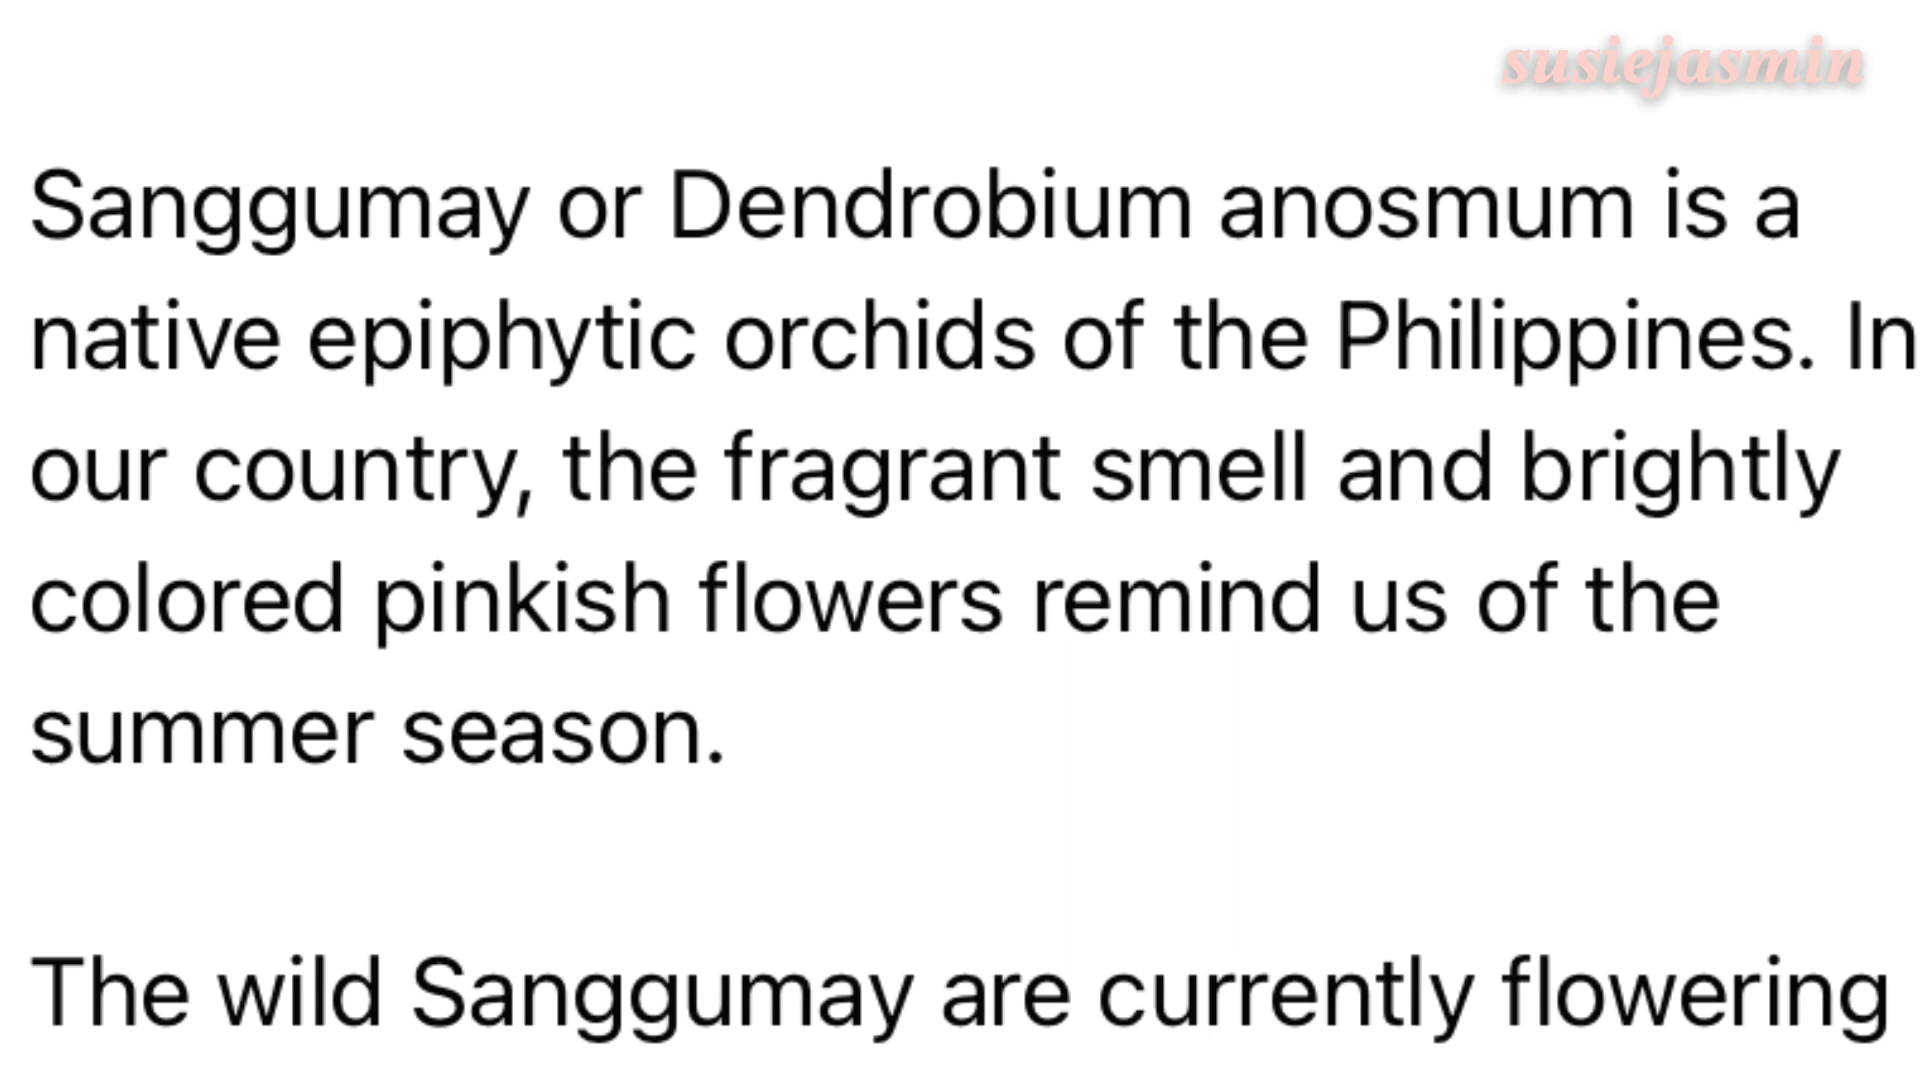 susiejasmin
Sanggumay or Dendrobium anosmum is a
native epiphytic orchids of the Philippines. In
our country, the fragrant smell and brightly
colored pinkish flowers remind us of the
summer season.
The wild Sanggumay are currently flowering